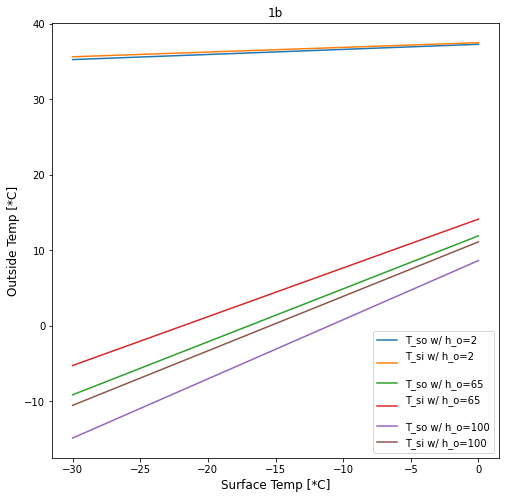 1b
Outside Temp [*C]
40
30
20
10
0
−10
−30
−25
−20
−15
−10
−5
0
Surface Temp [*C]
T_so w/ h_o=2
T_si w/ h_o=2
T_so w/ h_o=65
T_si w/ h_o=65
T_so w/ h_o=100
T_si w/ h_o=100